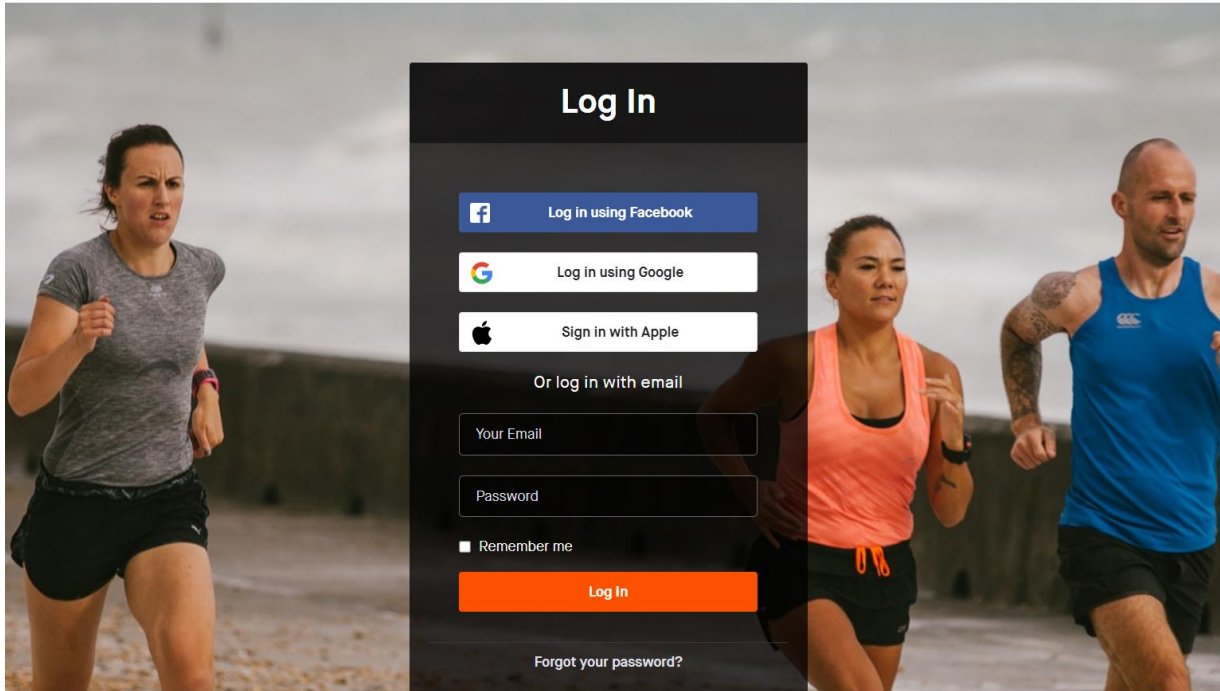 Log In
Log in using Facebook
Log in using Google
Sign in with Apple
Or log in with email
Your Email
Password
Remember me
Log In
Forgot your password?